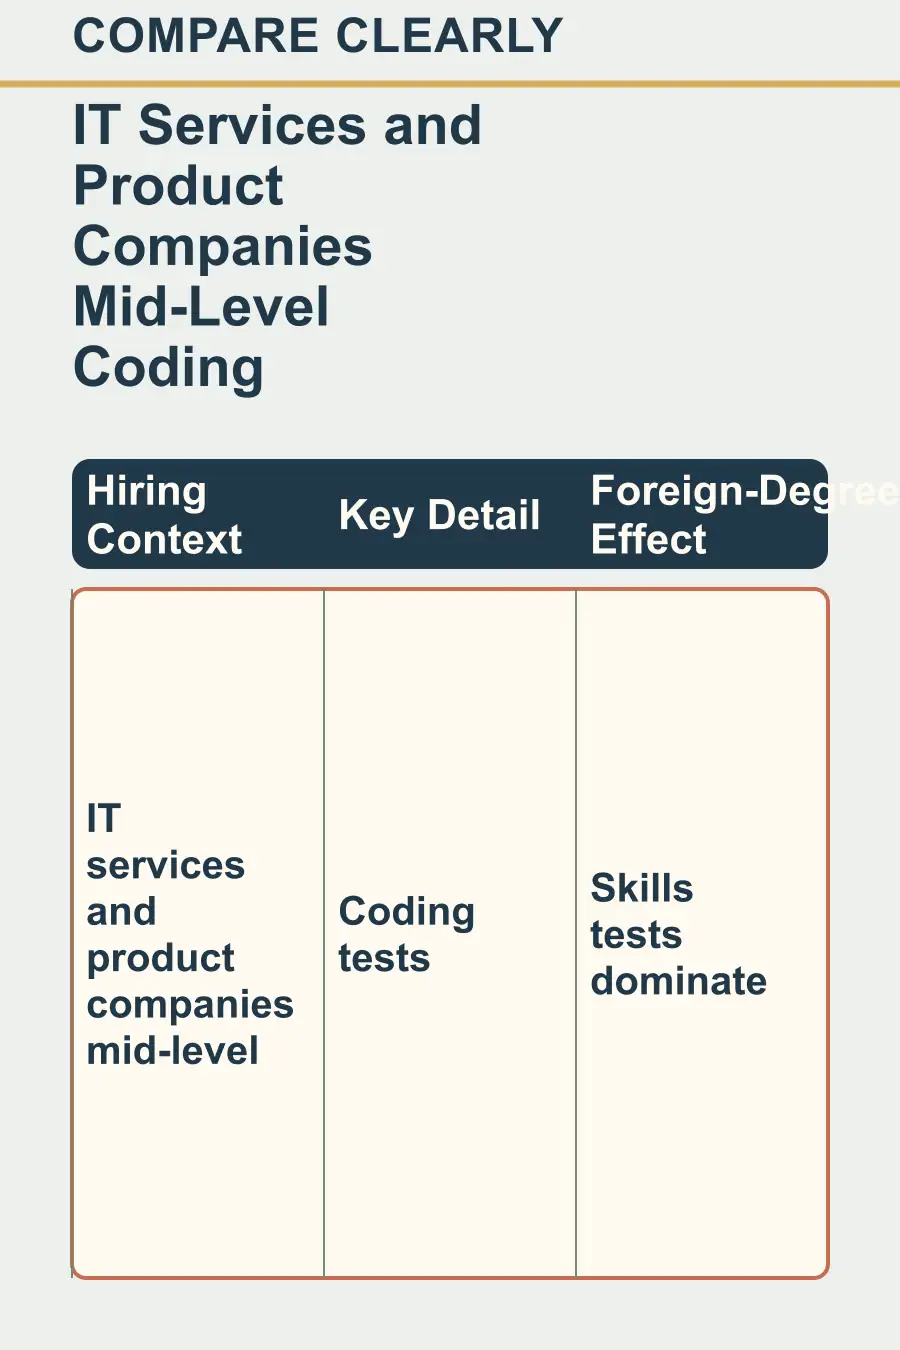 COMPARE CLEARLY
IT Services and
Product
Companies
Mid-Level
Coding
Hiring
Context
Key Detail
Foreign-Degree
Effect
IT
services
and
product
companies
mid-level
Coding
tests
Skills
tests
dominate